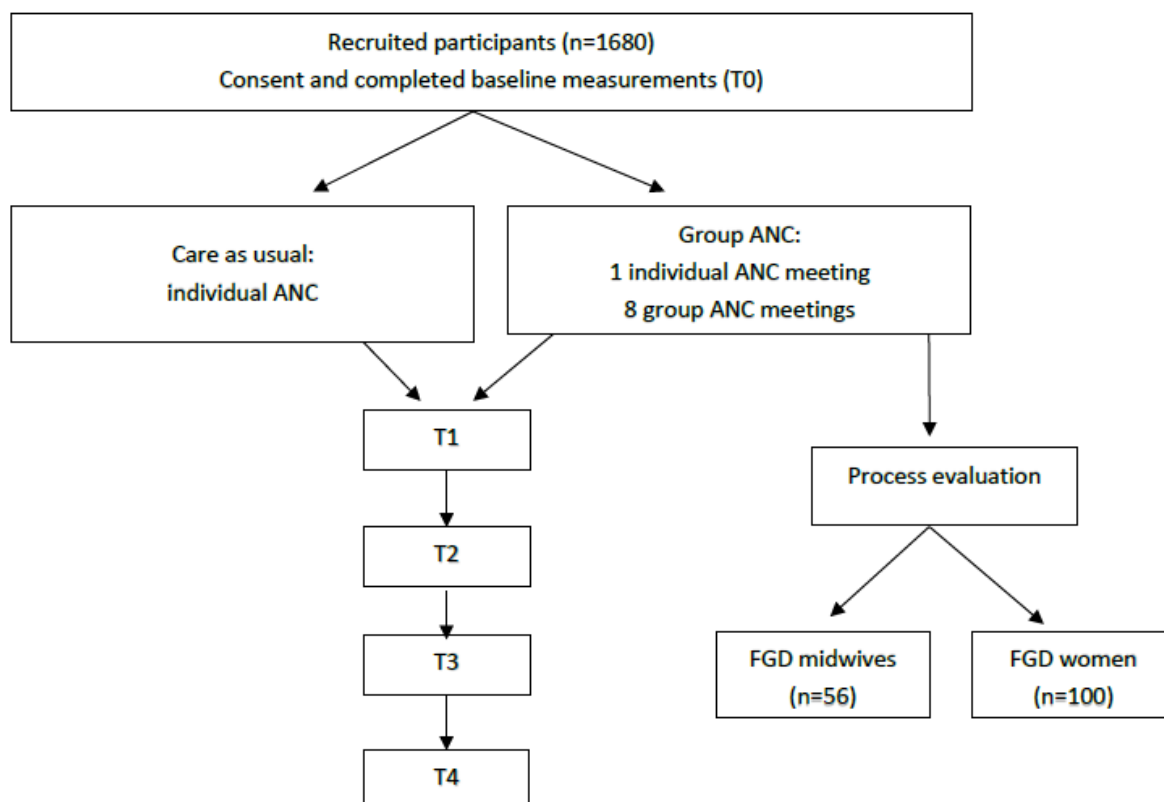 Recruited participants (n=1680)
Consent and completed baseline measurements (T0)
Care as usual:
individual ANC
Group ANC:
1 individual ANC meeting
8 group ANC meetings
T1
T2
T3
T4
Process evaluation
FGD midwives
(n=56)
FGD women
(n=100)